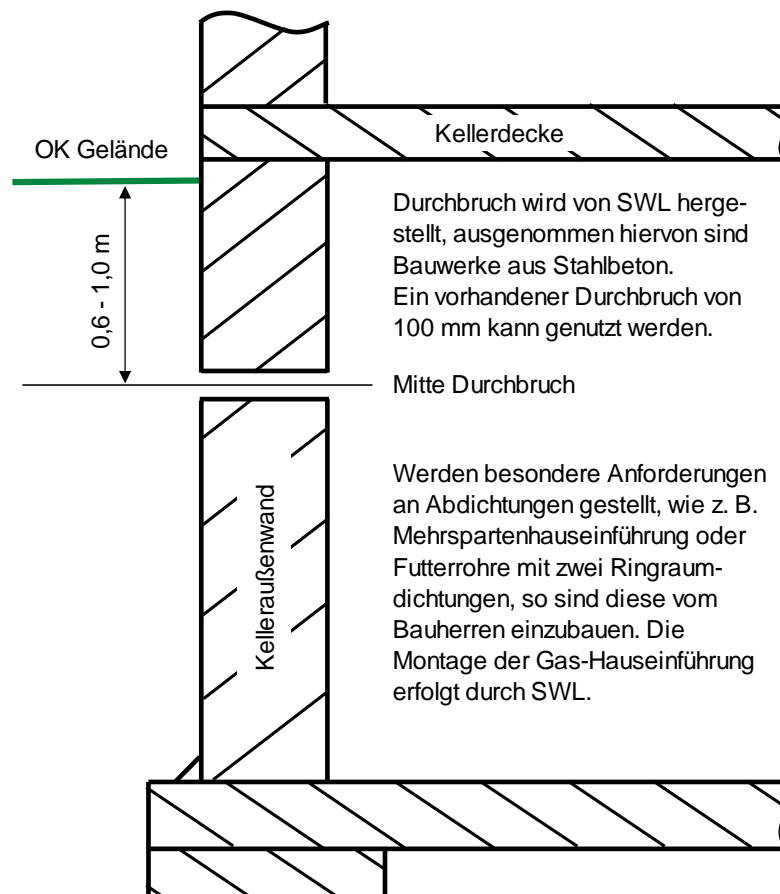 Kellerdecke
OK Gelände
0,6 - 1,0 m
Durchbruch wird von SWL herge-
stellt, ausgenommen hiervon sind
Bauwerke aus Stahlbeton.
Ein vorhandener Durchbruch von
100 mm kann genutzt werden.
Mitte Durchbruch
Kelleraußenwand
Werden besondere Anforderungen
an Abdichtungen gestellt, wie z. B.
Mehrspartenhauseinführung oder
Futterrohre mit zwei Ringraum-
dichtungen, so sind diese vom
Bauherren einzubauen. Die
Montage der Gas-Hauseinführung
erfolgt durch SWL.